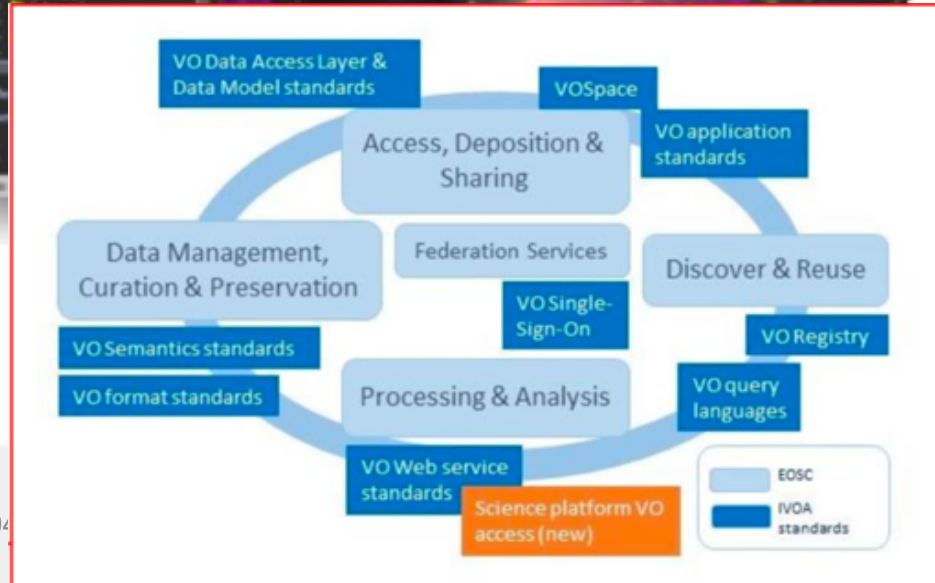 VO Data Access Layer &
Data Model standards
VOSpace
VO application
standards
Access, Deposition &
Sharing
Data Management,
Curation & Preservation
Federation Services
Discover & Reuse
VO Single-
Sign-On
VO Semantics standards
VO Registry
VO format standards
Processing & Analysis
VO query
languages
VO Web service
standards
Science platform VO
access (new)
EOSC
IVOA
standards